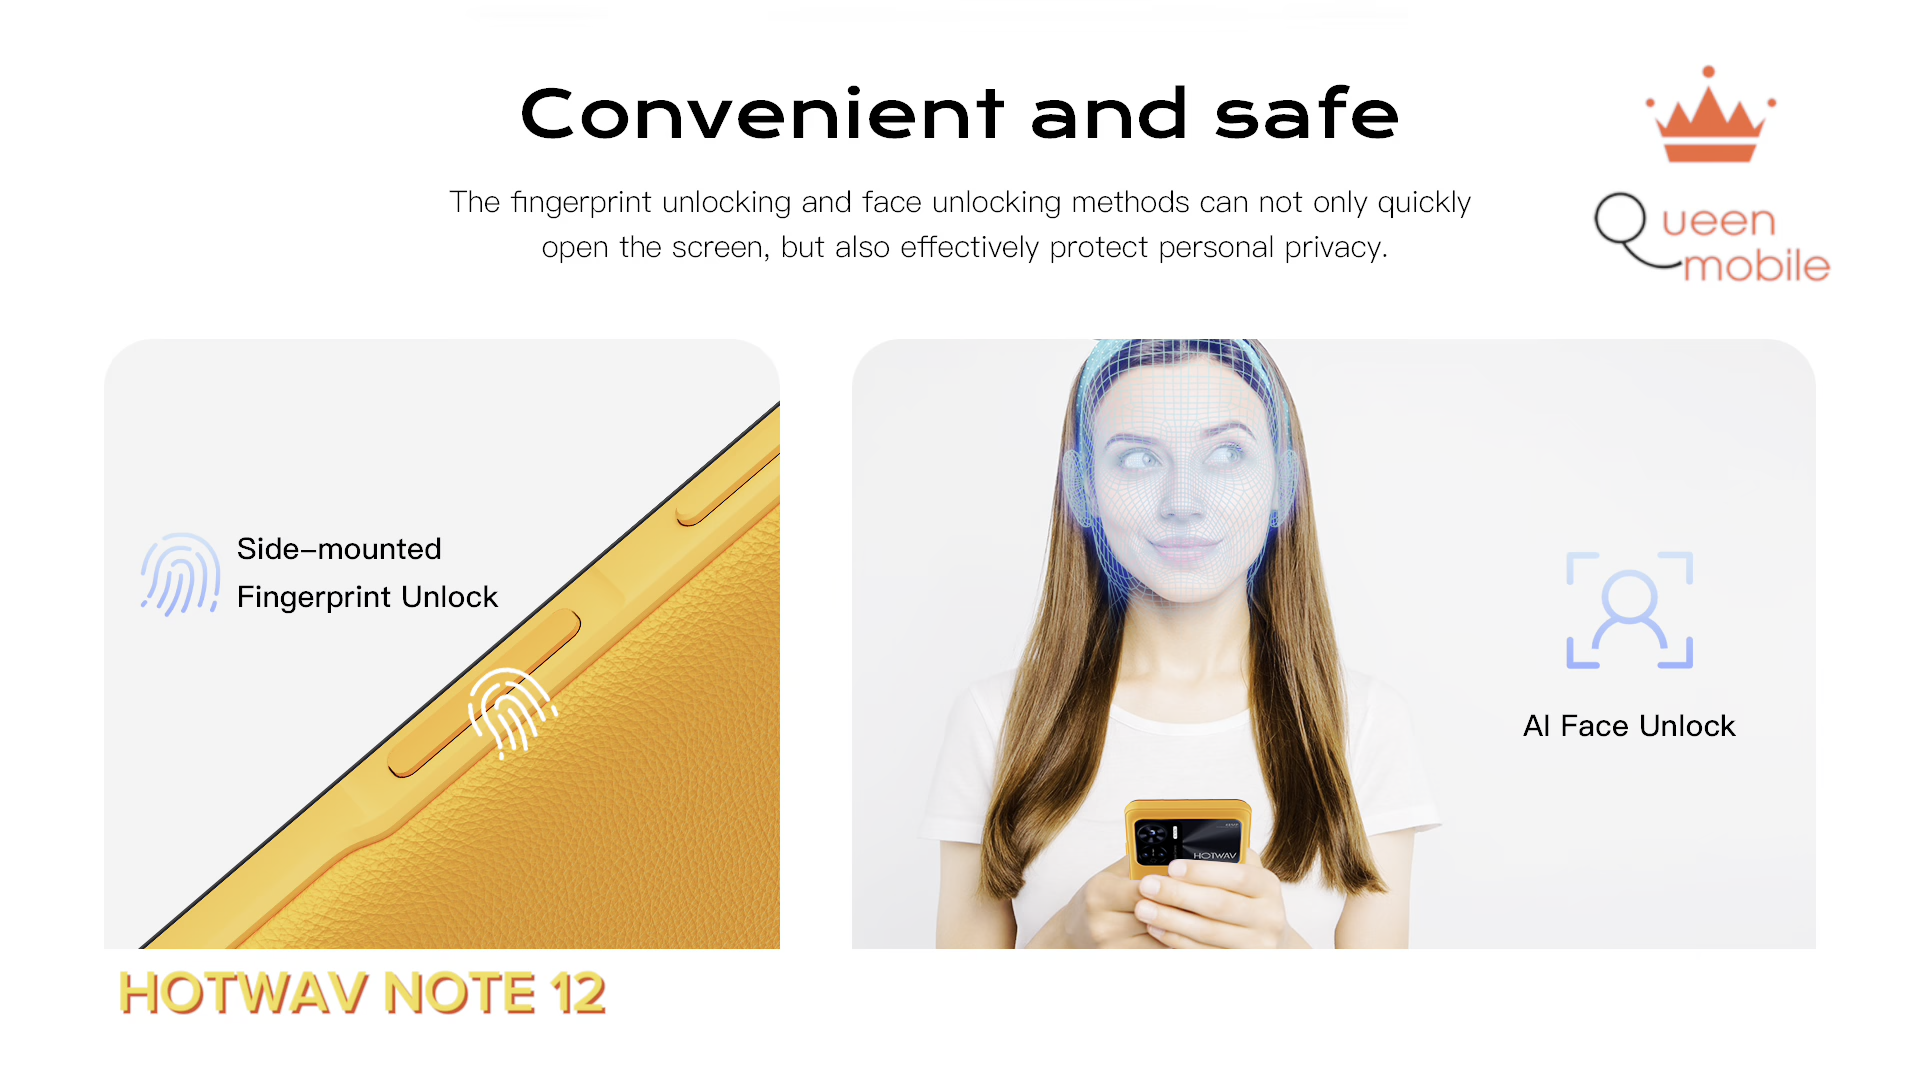 Convenient and safe
The fingerprint unlocking and face unlocking methods can not only quickly
open the screen, but also effectively protect personal privacy.
Queen
mobile
Side-mounted
Fingerprint Unlock
AI Face Unlock
HOTWAV
HOTWAV NOTE 12